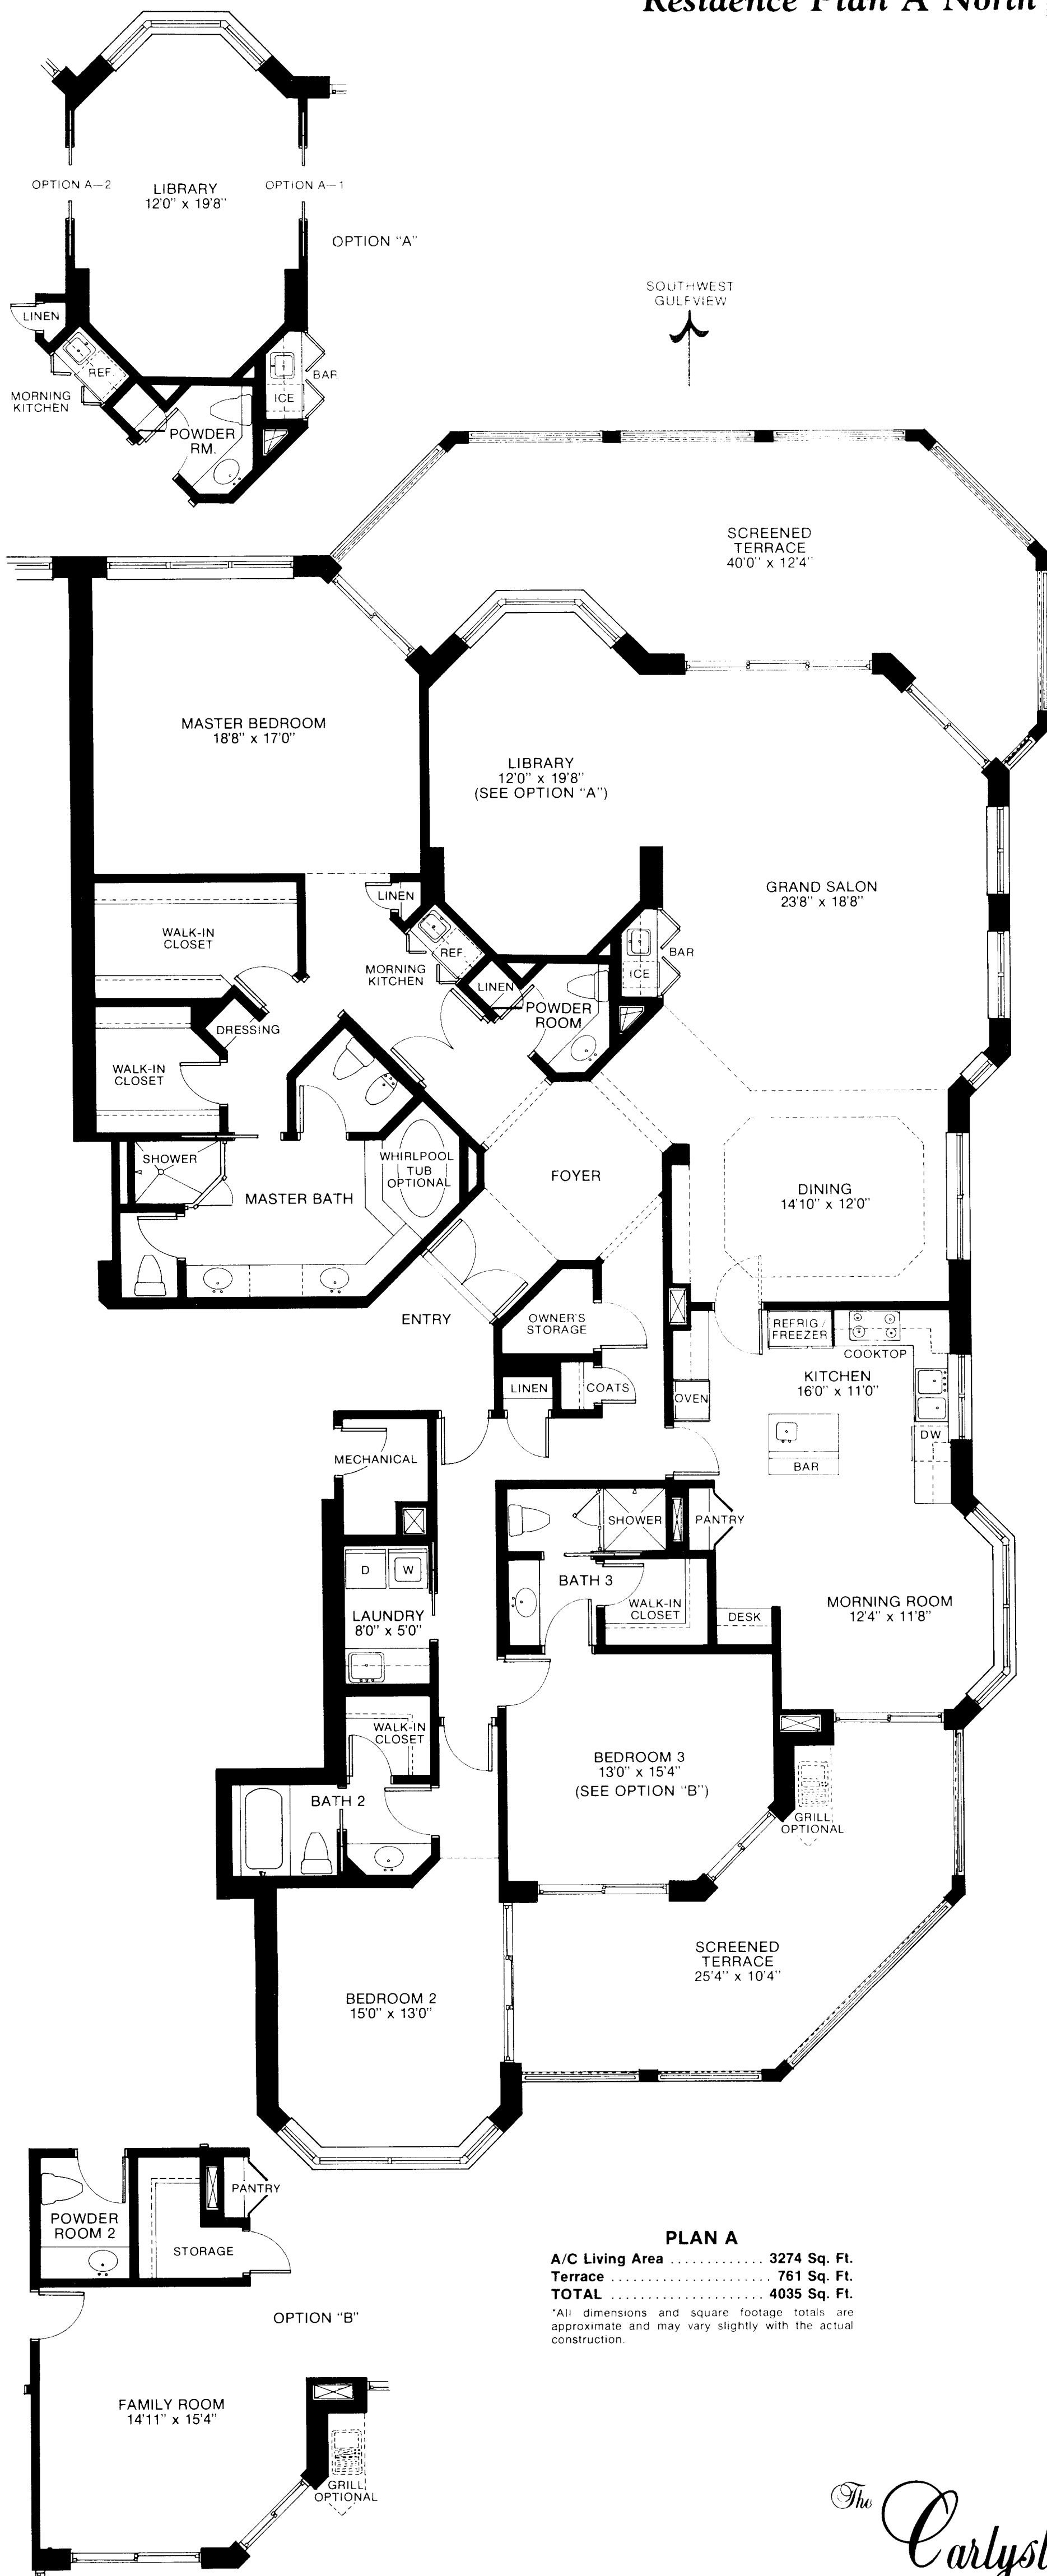 Residence Plan A North
OPTION A—2
LIBRARY
12'0" x 19'8"
OPTION A—1
OPTION "A"
LINEN
REF.
MORNING
KITCHEN
BAR
ICE
POWDER
RM.
SOUTHWEST
GULFVIEW
SCREENED
TERRACE
40'0" x 12'4"
MASTER BEDROOM
18'8" x 17'0"
LIBRARY
12'0" x 19'8"
(SEE OPTION "A")
GRAND SALON
23'8" x 18'8"
LINEN
WALK-IN
CLOSET
REF.
MORNING
KITCHEN
BAR
ICE
LINEN
POWDER
ROOM
DRESSING
WALK-IN
CLOSET
SHOWER
WHIRLPOOL
TUB
OPTIONAL
MASTER BATH
FOYER
DINING
14'10" x 12'0"
ENTRY
OWNER'S
STORAGE
REFRIG./
FREEZER
COOKTOP
KITCHEN
16'0" x 11'0"
LINEN
COATS
OVEN
DW
BAR
MECHANICAL
SHOWER
PANTRY
D
W
BATH 3
WALK-IN
CLOSET
LAUNDRY
8'0" x 5'0"
DESK
MORNING ROOM
12'4" x 11'8"
WALK-IN
CLOSET
BEDROOM 3
13'0" x 15'4"
(SEE OPTION "B")
BATH 2
GRILL
OPTIONAL
SCREENED
TERRACE
25'4" x 10'4"
BEDROOM 2
15'0" x 13'0"
PANTRY
POWDER
ROOM 2
STORAGE
OPTION "B"
FAMILY ROOM
14'11" x 15'4"
GRILL
OPTIONAL
PLAN A
A/C Living Area ............. 3274 Sq. Ft.
Terrace ...................... 761 Sq. Ft.
TOTAL ...................... 4035 Sq. Ft.
*All dimensions and square footage totals are
approximate and may vary slightly with the actual
construction.
The
Carlysl